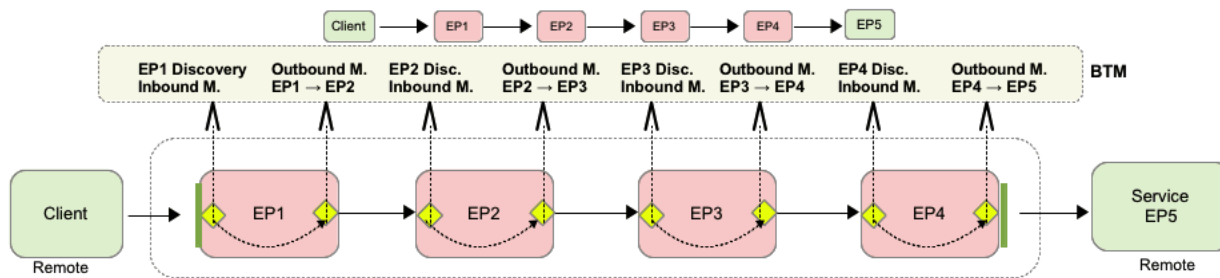 Client EP1 EP2 EP3 EP4 EP5
EP1 Discovery Outbound M. EP2 Disc. Outbound M. EP3 Disc. Outbound M. EP4 Disc. Outbound M.
BTM
Inbound M. EP1 → EP2 Inbound M. EP2 → EP3 Inbound M. EP3 → EP4 Inbound M. EP4 → EP5
Client EP1 EP2 EP3 EP4 Service
EP5
Remote Remote